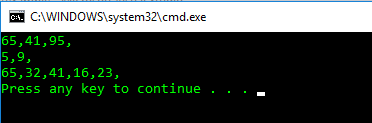 C:\WINDOWS\system32\cmd.exe
65,41,95,
5,9,
65,32,41,16,23,
Press any key to continue . . .